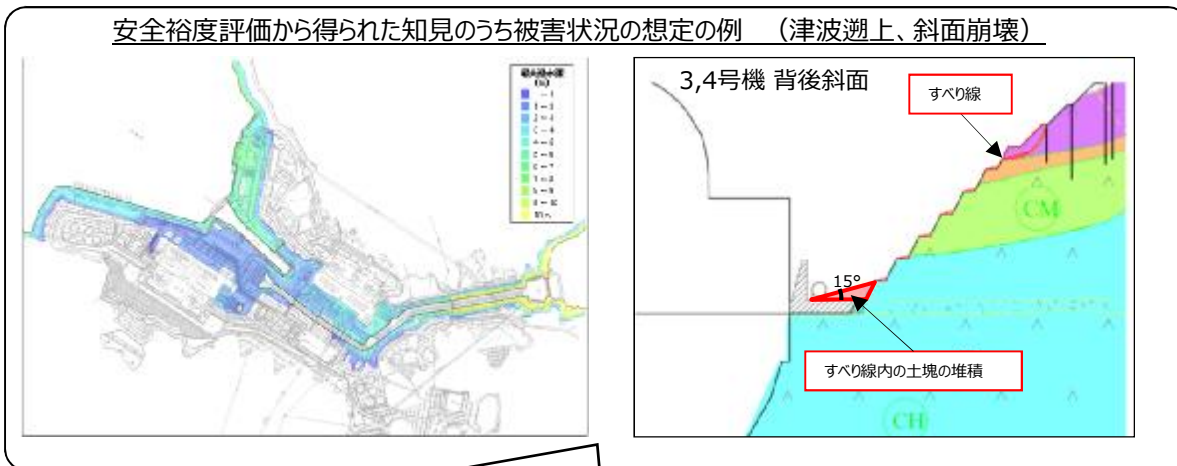 安全裕度評価から得られた知見のうち被害状況の想定の例 (津波遡上、斜面崩壊)
3,4号機 背後斜面
すべり線
CM
15°
すべり線内の土塊の堆積
CH